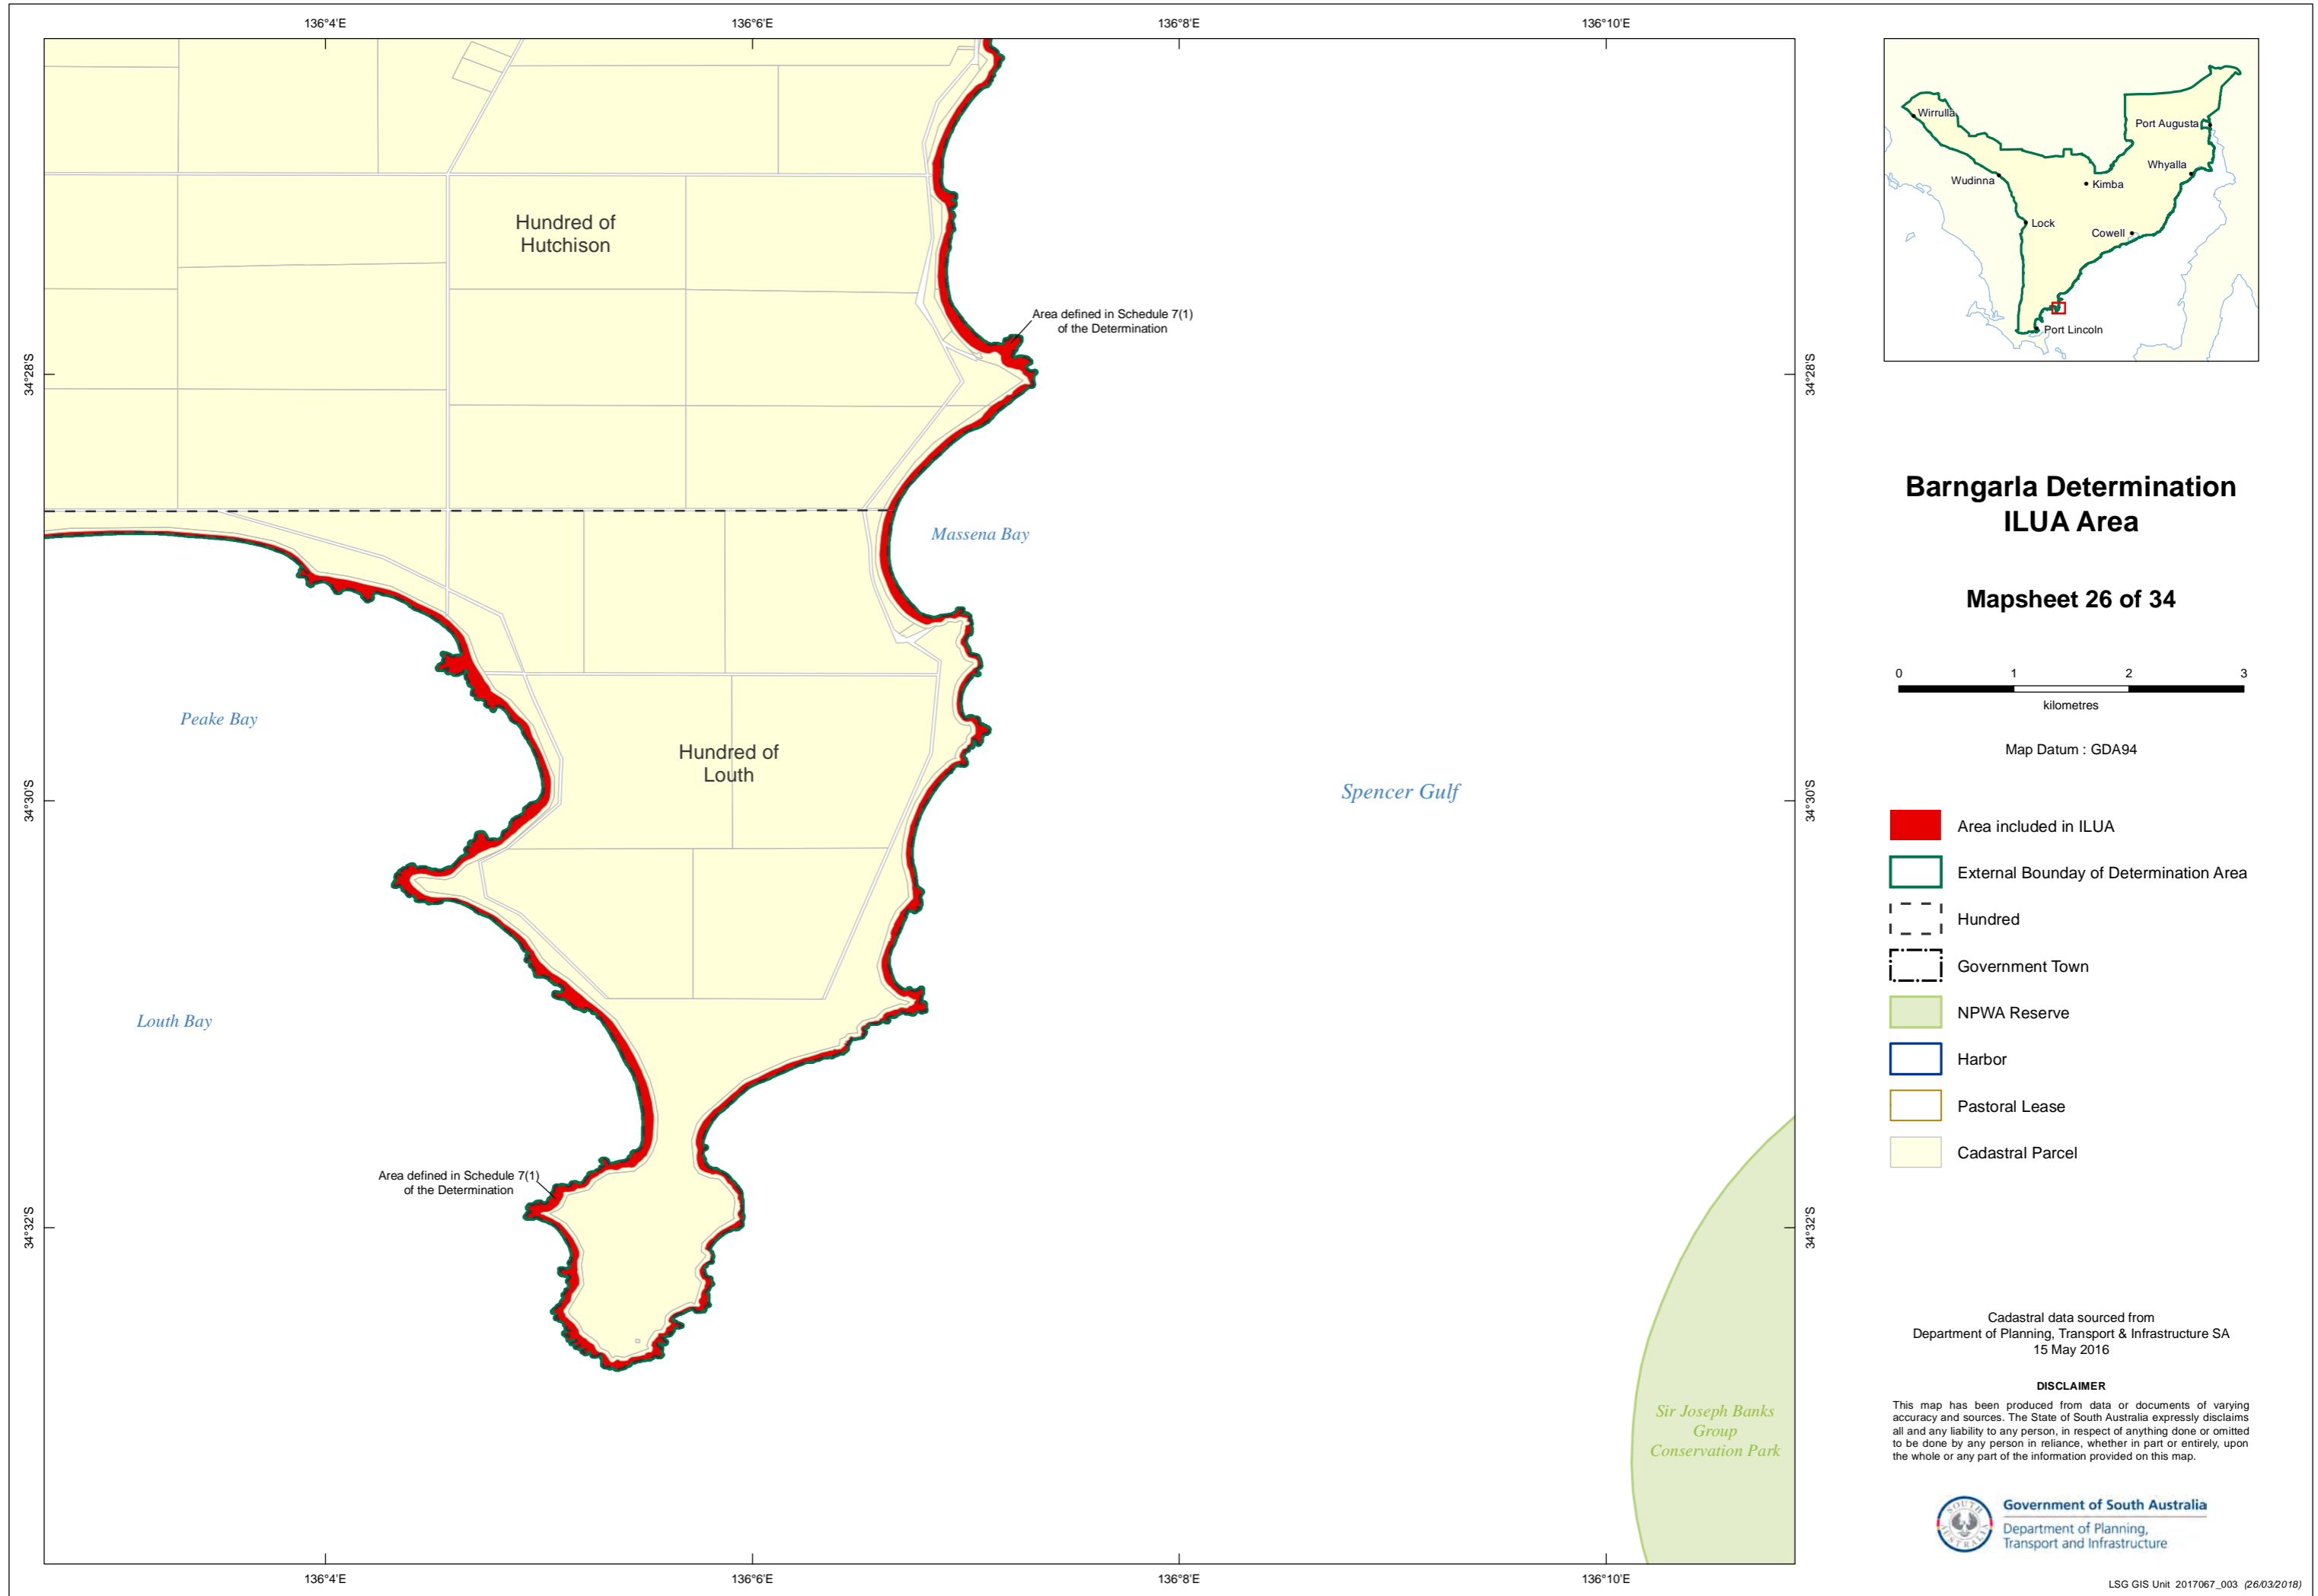 136°4'E
136°6'E
136°8'E
136°10'E
Hundred of
Hutchison
Area defined in Schedule 7(1)
of the Determination
34°28'S
34°28'S
Massena Bay
Peake Bay
Hundred of
Louth
Spencer Gulf
34°30'S
34°30'S
Louth Bay
Area defined in Schedule 7(1)
of the Determination
34°32'S
34°32'S
Sir Joseph Banks
Group
Conservation Park
136°4'E
136°6'E
136°8'E
136°10'E
Wirrulla
Port Augusta
Whyalla
Wudinna
Kimba
Lock
Cowell
Port Lincoln
Barngarla Determination
ILUA Area
Mapsheet 26 of 34
0 1 2 3
kilometres
Map Datum : GDA94
Area included in ILUA
External Bounday of Determination Area
Hundred
Government Town
NPWA Reserve
Harbor
Pastoral Lease
Cadastral Parcel
Cadastral data sourced from
Department of Planning, Transport & Infrastructure SA
15 May 2016
DISCLAIMER
This map has been produced from data or documents of varying
accuracy and sources. The State of South Australia expressly disclaims
all and any liability to any person, in respect of anything done or omitted
to be done by any person in reliance, whether in part or entirely, upon
the whole or any part of the information provided on this map.
SOUTH
AUSTRALIA
Government of South Australia
Department of Planning,
Transport and Infrastructure
LSG GIS Unit 2017067_003 (26/03/2018)